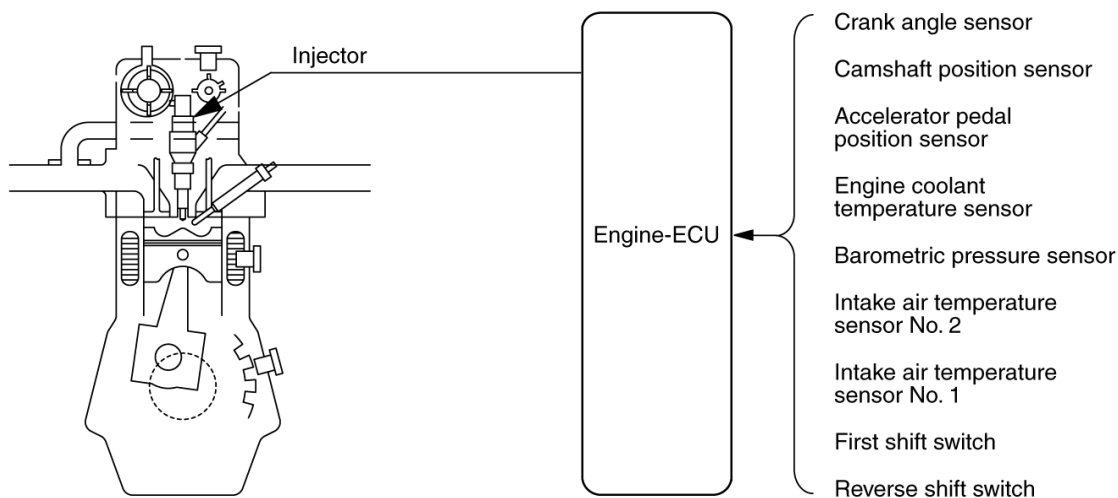 Injector
Engine-ECU
Crank angle sensor
Camshaft position sensor
Accelerator pedal
position sensor
Engine coolant
temperature sensor
Barometric pressure sensor
Intake air temperature
sensor No. 2
Intake air temperature
sensor No. 1
First shift switch
Reverse shift switch